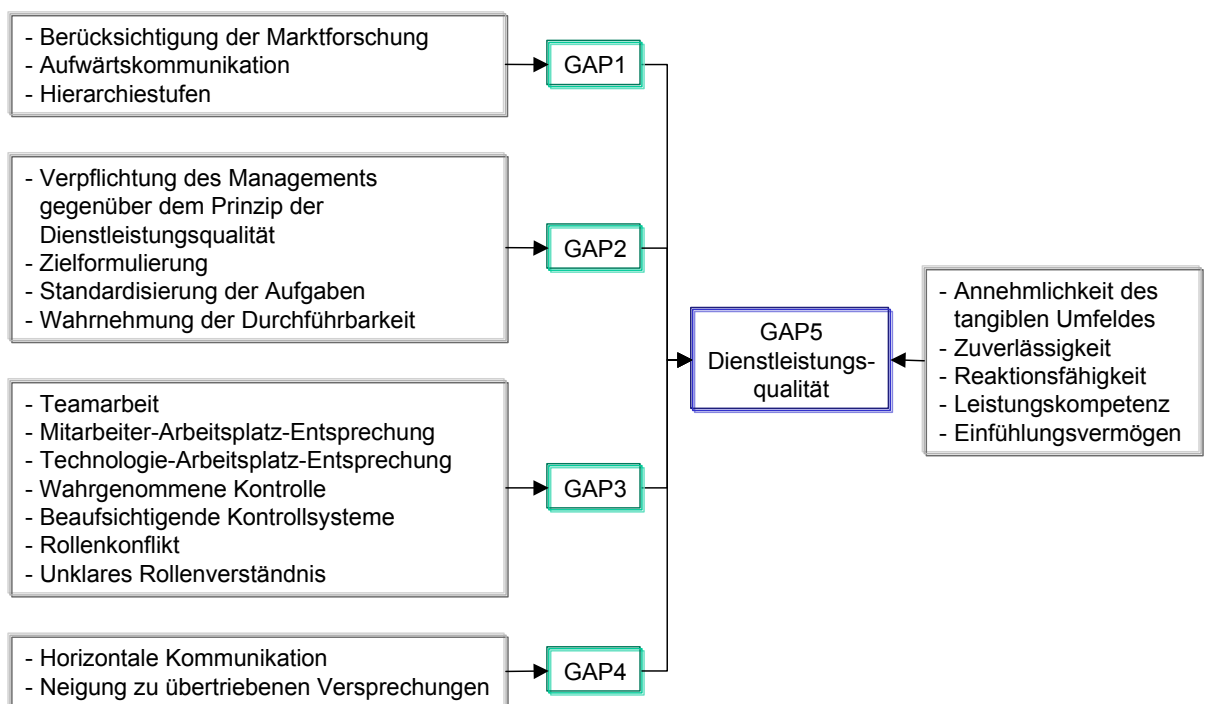 - Berücksichtigung der Marktforschung
- Aufwärtskommunikation
- Hierarchiestufen
GAP1
- Verpflichtung des Managements
gegenüber dem Prinzip der
Dienstleistungsqualität
- Zielformulierung
- Standardisierung der Aufgaben
- Wahrnehmung der Durchführbarkeit
GAP2
- Teamarbeit
- Mitarbeiter-Arbeitsplatz-Entsprechung
- Technologie-Arbeitsplatz-Entsprechung
- Wahrgenommene Kontrolle
- Beaufsichtigende Kontrollsysteme
- Rollenkonflikt
- Unklares Rollenverständnis
GAP3
- Horizontale Kommunikation
- Neigung zu übertriebenen Versprechungen
GAP4
GAP5
Dienstleistungs-
qualität
- Annehmlichkeit des
tangiblen Umfeldes
- Zuverlässigkeit
- Reaktionsfähigkeit
- Leistungskompetenz
- Einfühlungsvermögen